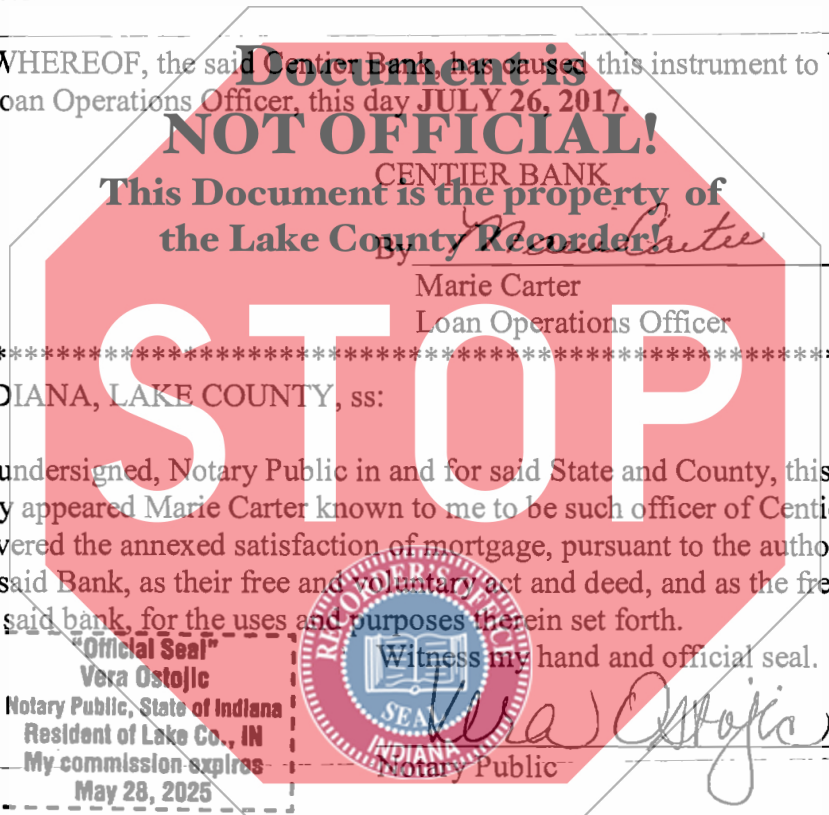 Document is
NOT OFFICIAL!
This Document is the property of
the Lake County Recorder!
STOP
WHEREOF, the said Centier Bank, has caused this instrument to
oan Operations Officer, this day JULY 26, 2017.
CENTIER BANK
By Marie Carter
Marie Carter
Loan Operations Officer
************************************************************
DIANA, LAKE COUNTY, ss:
undersigned, Notary Public in and for said State and County, this
y appeared Marie Carter known to me to be such officer of Centi
vered the annexed satisfaction of mortgage, pursuant to the autho
said Bank, as their free and voluntary act and deed, and as the fre
said bank, for the uses and purposes therein set forth.
Witness my hand and official seal.
Vera Ostojic
Notary Public
"Official Seal"
Vera Ostojic
Notary Public, State of Indiana
Resident of Lake Co., IN
My commission expires
May 28, 2025
RECORDER'S OFFICE
SEAL
INDIANA